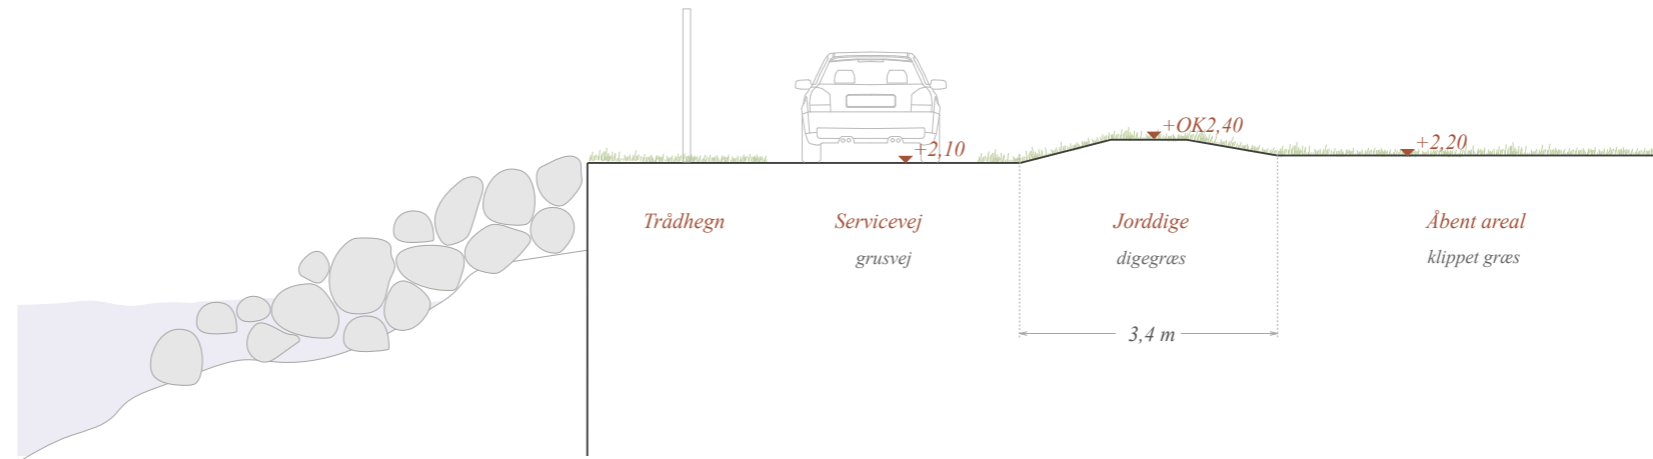 +OK2,40
+2,10
+2,20
Trådhegn
Servicevej
grusvej
Jorddige
digegræs
Åbent areal
klippet græs
3,4 m